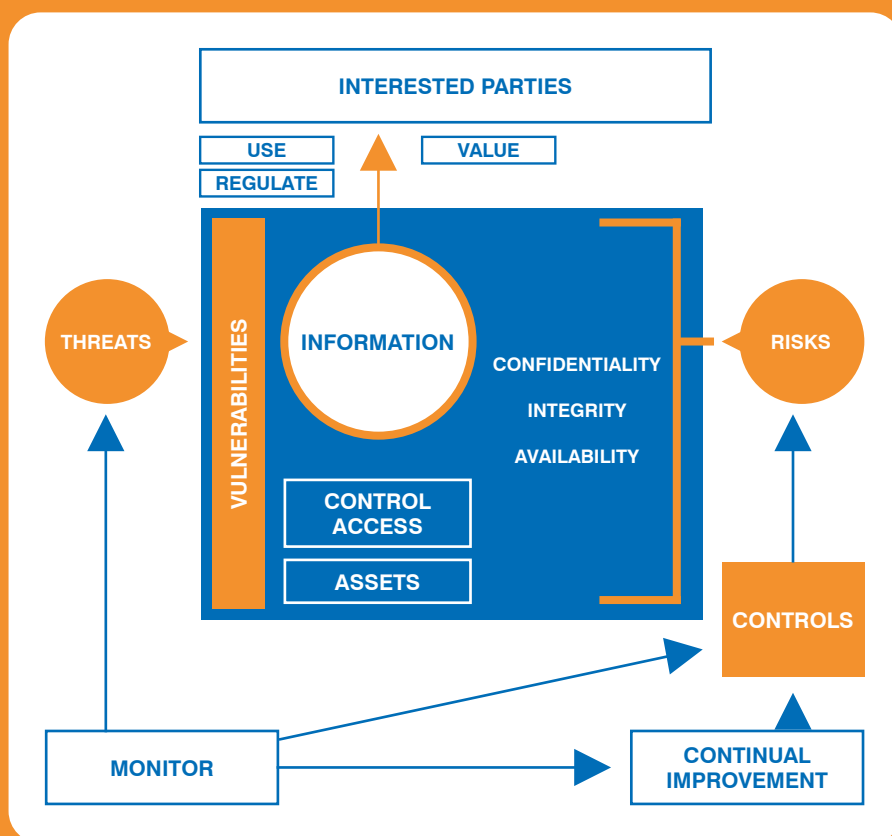 INTERESTED PARTIES
USE
VALUE
REGULATE
THREATS
VULNERABILITIES
INFORMATION
RISKS
CONFIDENTIALITY
INTEGRITY
AVAILABILITY
CONTROL
ACCESS
ASSETS
CONTROLS
MONITOR
CONTINUAL
IMPROVEMENT